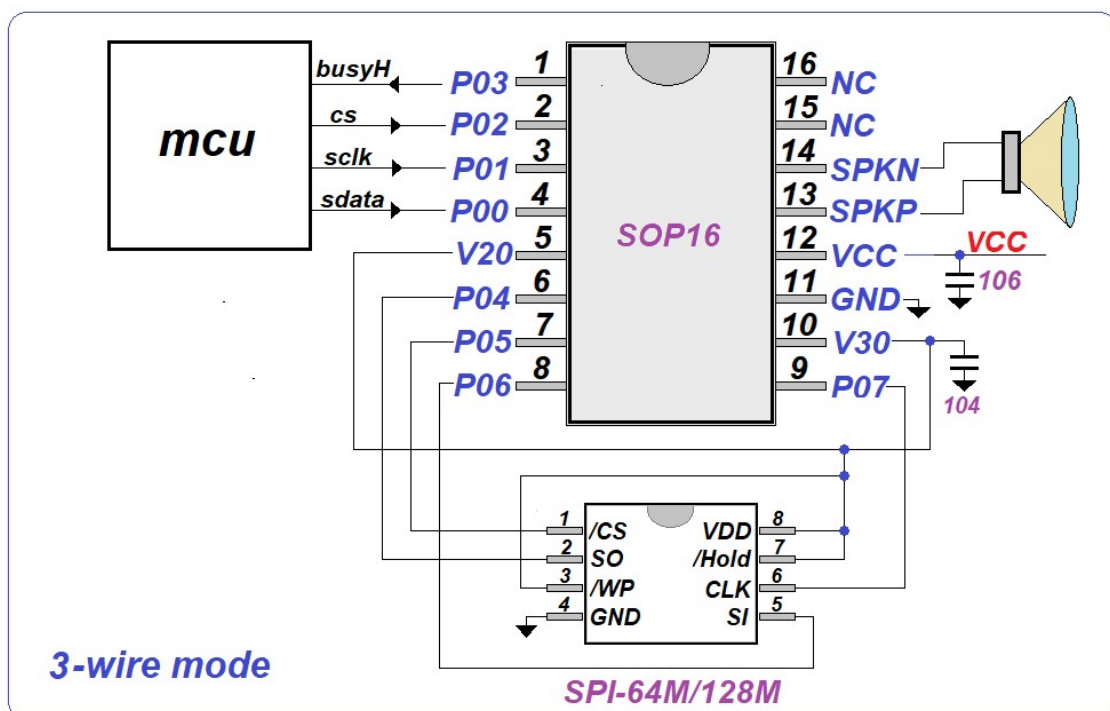 mcu
busyH
cs
sclk
sdata
P03 1
P02 2
P01 3
P00 4
V20 5
P04 6
P05 7
P06 8
SOP16
16 NC
15 NC
14 SPKN
13 SPKP
12 VCC
11 GND
10 V30
9 P07
VCC
106
104
1 /CS
2 SO
3 /WP
4 GND
VDD 8
/Hold 7
CLK 6
SI 5
3-wire mode
SPI-64M/128M